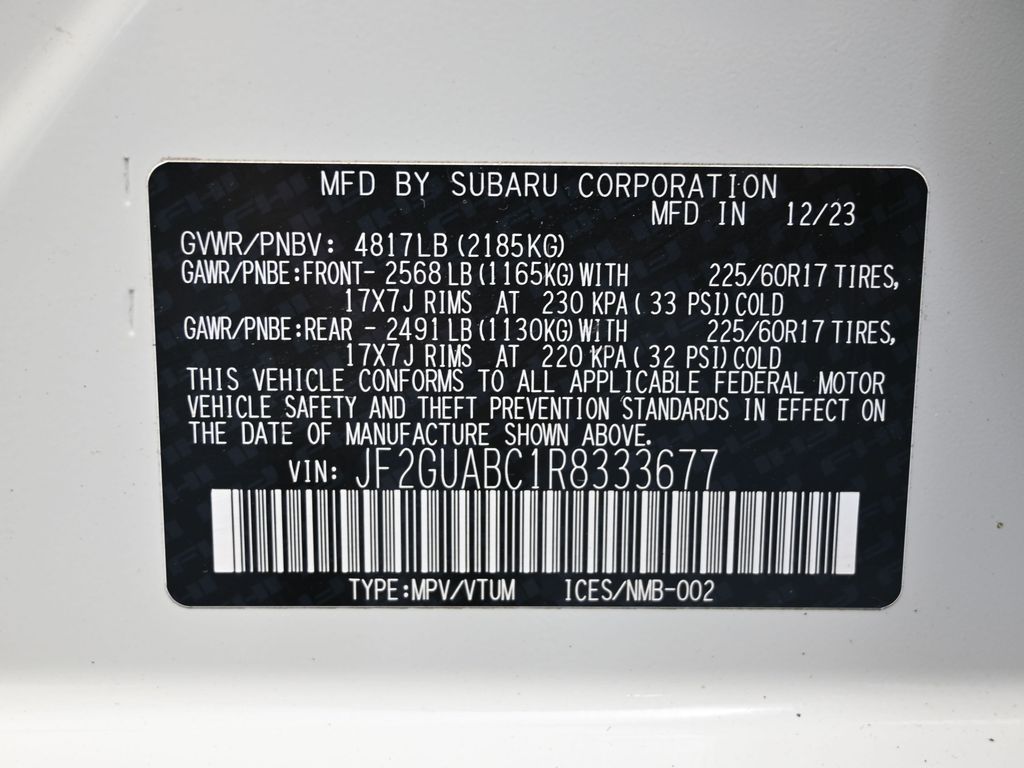 MFD BY SUBARU CORPORATION
MFD IN 12/23
GVWR/PNBV: 4817LB (2185KG)
GAWR/PNBE:FRONT- 2568 LB (1165KG) WITH 225/60R17 TIRES,
17X7J RIMS AT 230 KPA ( 33 PSI) COLD
GAWR/PNBE:REAR - 2491 LB (1130KG) WITH 225/60R17 TIRES,
17X7J RIMS AT 220 KPA ( 32 PSI) COLD
THIS VEHICLE CONFORMS TO ALL APPLICABLE FEDERAL MOTOR
VEHICLE SAFETY AND THEFT PREVENTION STANDARDS IN EFFECT ON
THE DATE OF MANUFACTURE SHOWN ABOVE.
VIN: JF2GUABC1R8333677
TYPE:MPV/VTUM ICES/NMB-002